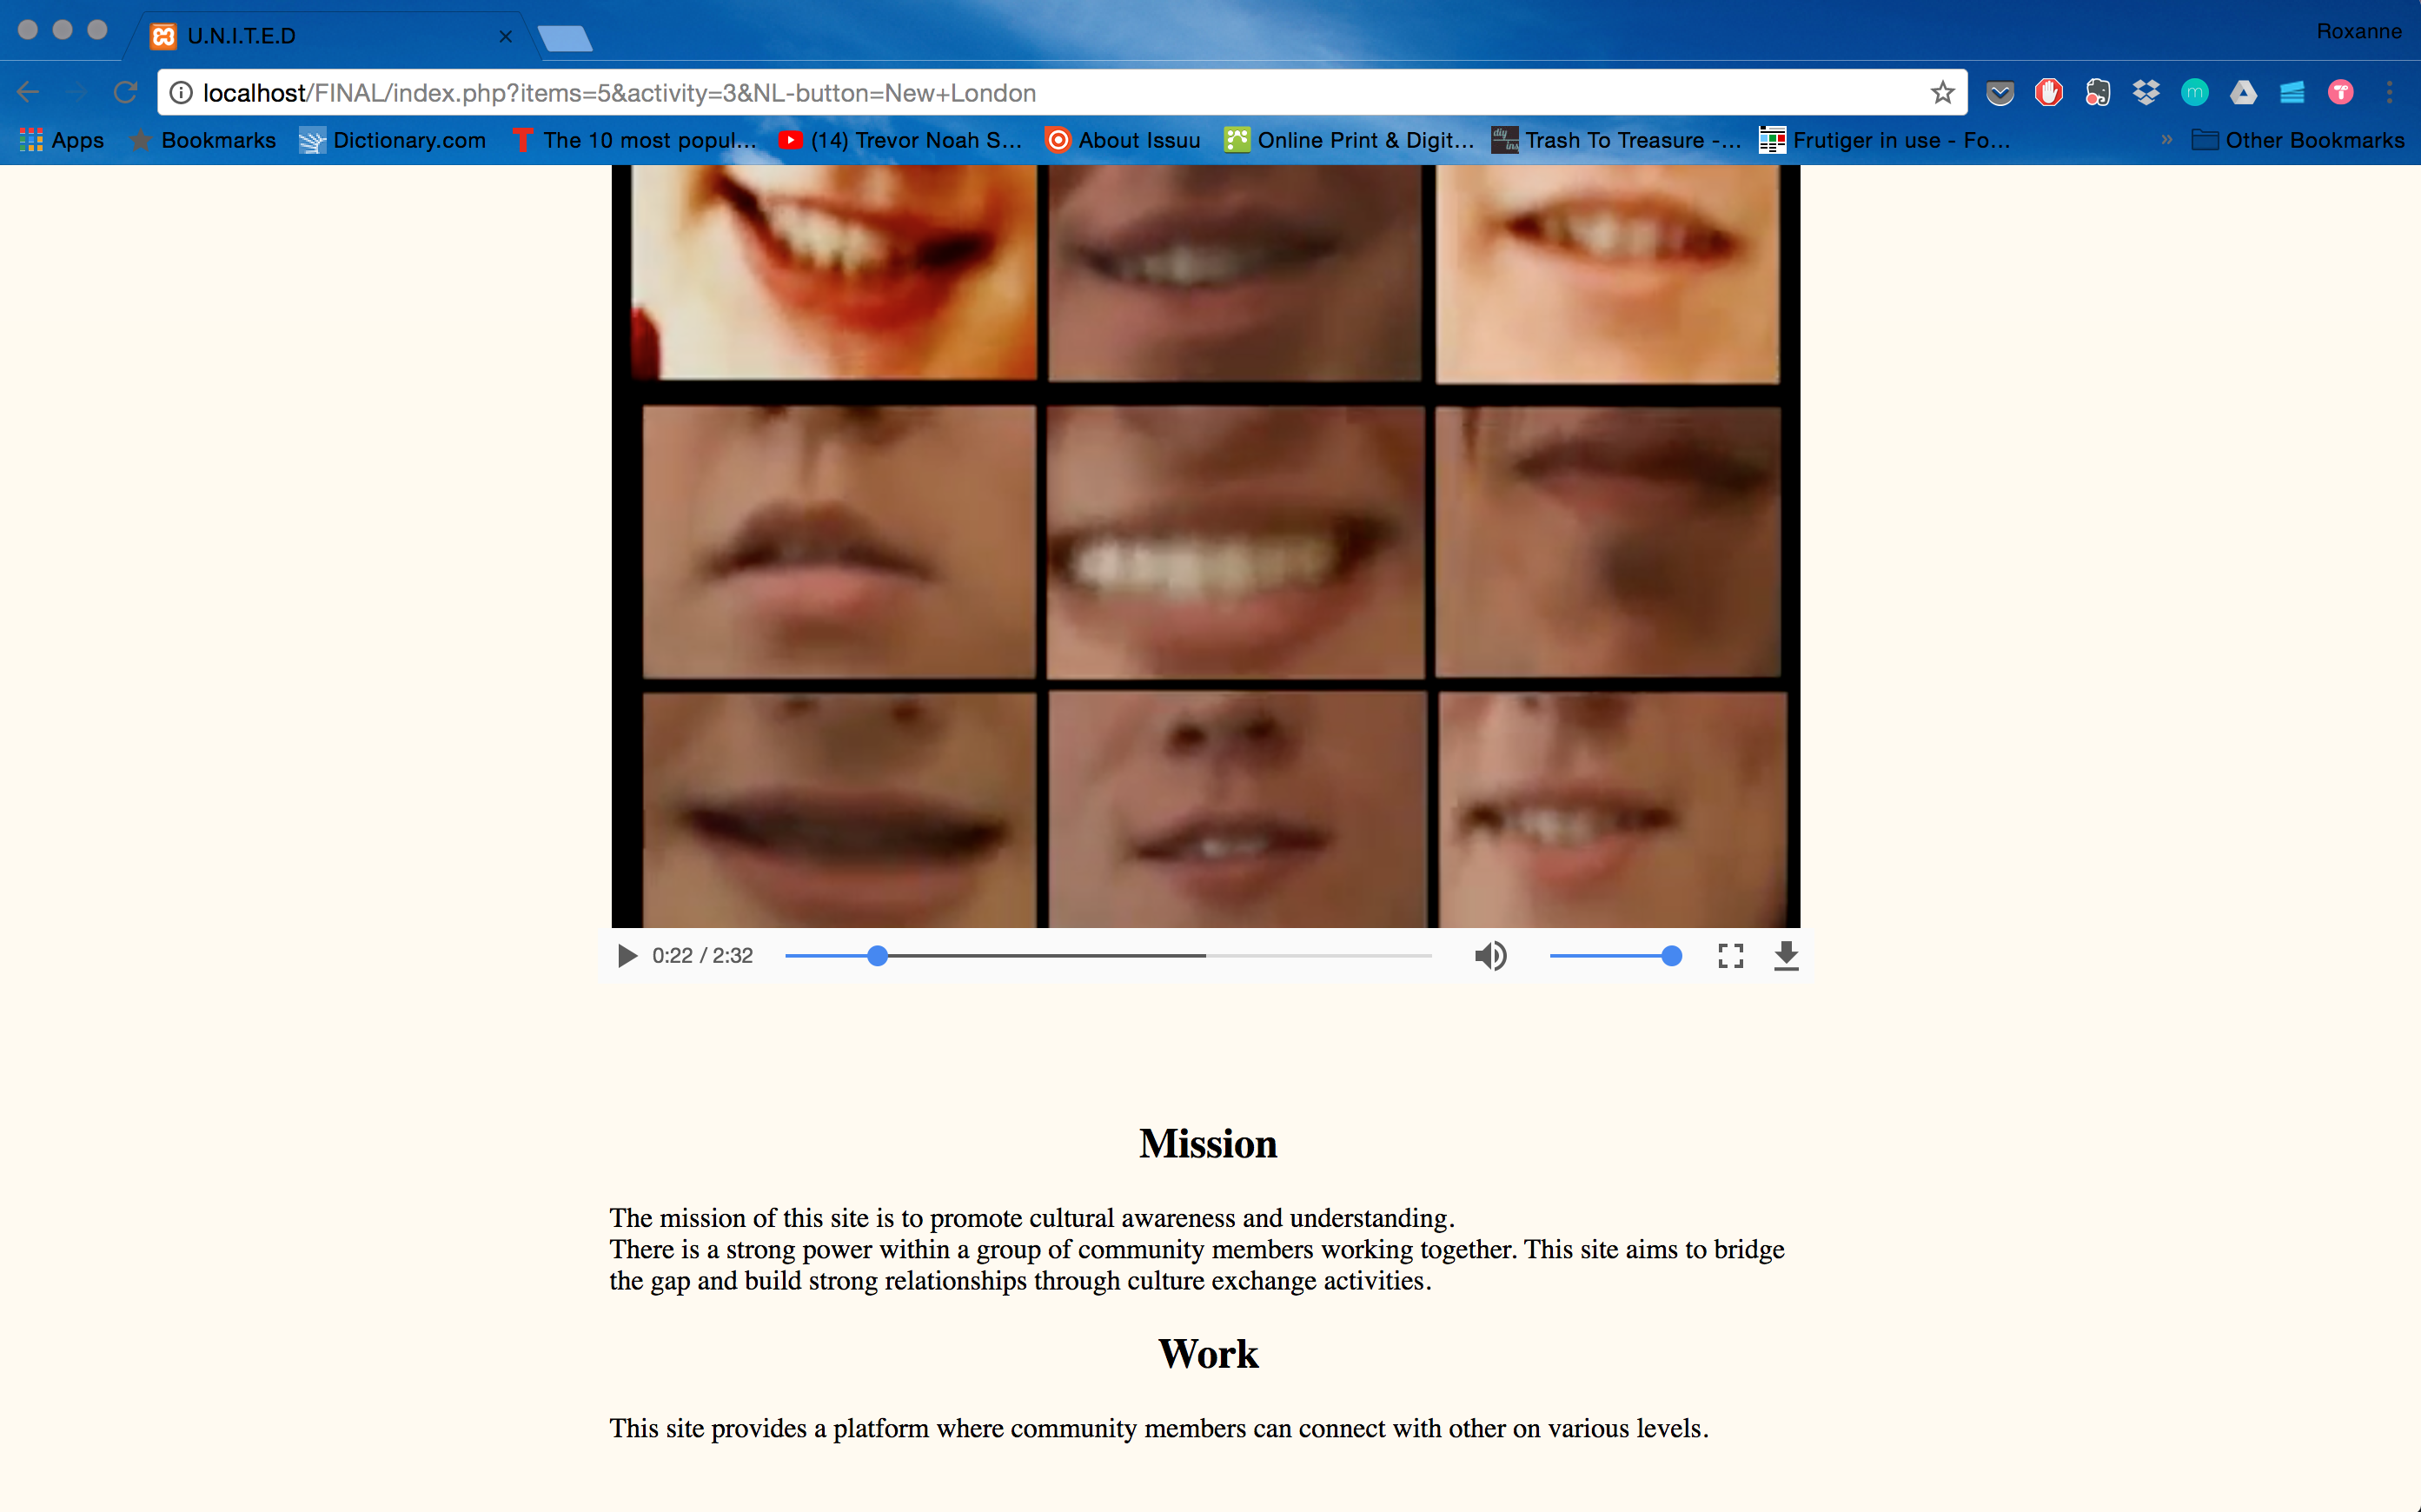 U.N.I.T.E.D
Roxanne
localhost/FINAL/index.php?items=5&activity=3&NL-button=New+London
Apps Bookmarks Dictionary.com The 10 most popul... (14) Trevor Noah S... About Issuu Online Print & Digit... Trash To Treasure -... Frutiger in use - Fo... » Other Bookmarks
0:22 / 2:32
Mission
The mission of this site is to promote cultural awareness and understanding.
There is a strong power within a group of community members working together. This site aims to bridge
the gap and build strong relationships through culture exchange activities.
Work
This site provides a platform where community members can connect with other on various levels.